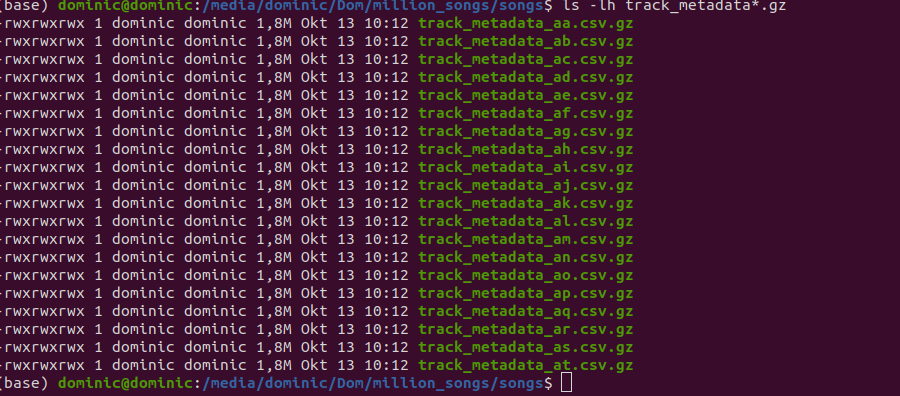 (base) dominic@dominic:/media/dominic/Dom/million_songs/songs$ ls -lh track_metadata*.gz
-rwxrwxrwx 1 dominic dominic 1,8M Okt 13 10:12 track_metadata_aa.csv.gz
-rwxrwxrwx 1 dominic dominic 1,8M Okt 13 10:12 track_metadata_ab.csv.gz
-rwxrwxrwx 1 dominic dominic 1,8M Okt 13 10:12 track_metadata_ac.csv.gz
-rwxrwxrwx 1 dominic dominic 1,8M Okt 13 10:12 track_metadata_ad.csv.gz
-rwxrwxrwx 1 dominic dominic 1,8M Okt 13 10:12 track_metadata_ae.csv.gz
-rwxrwxrwx 1 dominic dominic 1,8M Okt 13 10:12 track_metadata_af.csv.gz
-rwxrwxrwx 1 dominic dominic 1,8M Okt 13 10:12 track_metadata_ag.csv.gz
-rwxrwxrwx 1 dominic dominic 1,8M Okt 13 10:12 track_metadata_ah.csv.gz
-rwxrwxrwx 1 dominic dominic 1,8M Okt 13 10:12 track_metadata_ai.csv.gz
-rwxrwxrwx 1 dominic dominic 1,8M Okt 13 10:12 track_metadata_aj.csv.gz
-rwxrwxrwx 1 dominic dominic 1,8M Okt 13 10:12 track_metadata_ak.csv.gz
-rwxrwxrwx 1 dominic dominic 1,8M Okt 13 10:12 track_metadata_al.csv.gz
-rwxrwxrwx 1 dominic dominic 1,8M Okt 13 10:12 track_metadata_am.csv.gz
-rwxrwxrwx 1 dominic dominic 1,8M Okt 13 10:12 track_metadata_an.csv.gz
-rwxrwxrwx 1 dominic dominic 1,8M Okt 13 10:12 track_metadata_ao.csv.gz
-rwxrwxrwx 1 dominic dominic 1,8M Okt 13 10:12 track_metadata_ap.csv.gz
-rwxrwxrwx 1 dominic dominic 1,8M Okt 13 10:12 track_metadata_aq.csv.gz
-rwxrwxrwx 1 dominic dominic 1,8M Okt 13 10:12 track_metadata_ar.csv.gz
-rwxrwxrwx 1 dominic dominic 1,8M Okt 13 10:12 track_metadata_as.csv.gz
-rwxrwxrwx 1 dominic dominic 1,8M Okt 13 10:12 track_metadata_at.csv.gz
(base) dominic@dominic:/media/dominic/Dom/million_songs/songs$